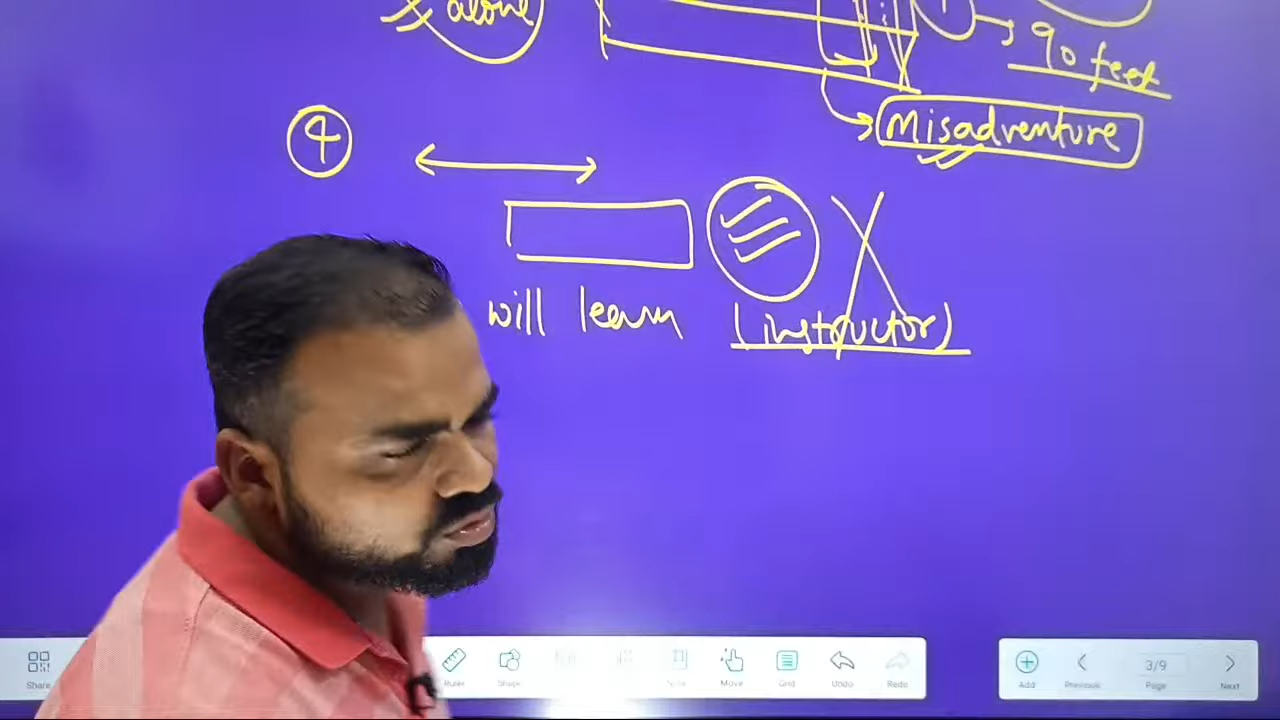 alone
90 feet
Misadventure
4
will learn (instructor)
Share
Ruler
Shape
Move
Grid
Undo
Redo
Add
Previous
3/9
Page
Next